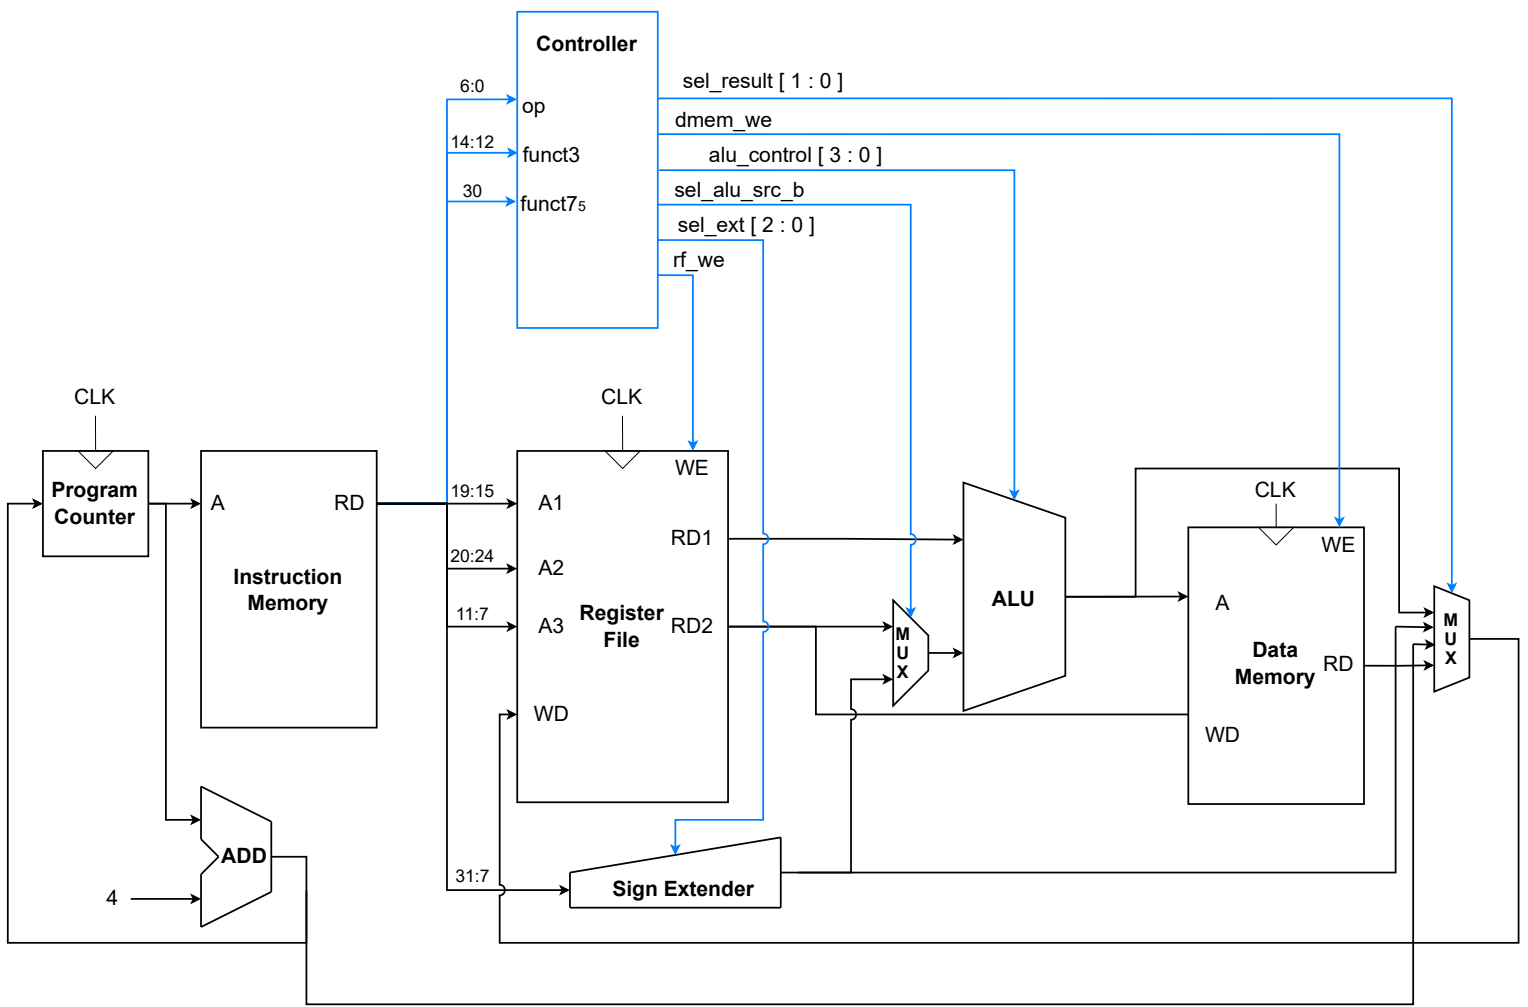 Controller
6:0
op
14:12
funct3
30
funct75
sel_result [ 1 : 0 ]
dmem_we
alu_control [ 3 : 0 ]
sel_alu_src_b
sel_ext [ 2 : 0 ]
rf_we
CLK
Program
Counter
A
RD
Instruction
Memory
CLK
WE
19:15
A1
RD1
20:24
A2
11:7
A3
Register
File
RD2
WD
M
U
X
ALU
CLK
WE
A
Data
Memory
RD
WD
M
U
X
ADD
4
31:7
Sign Extender